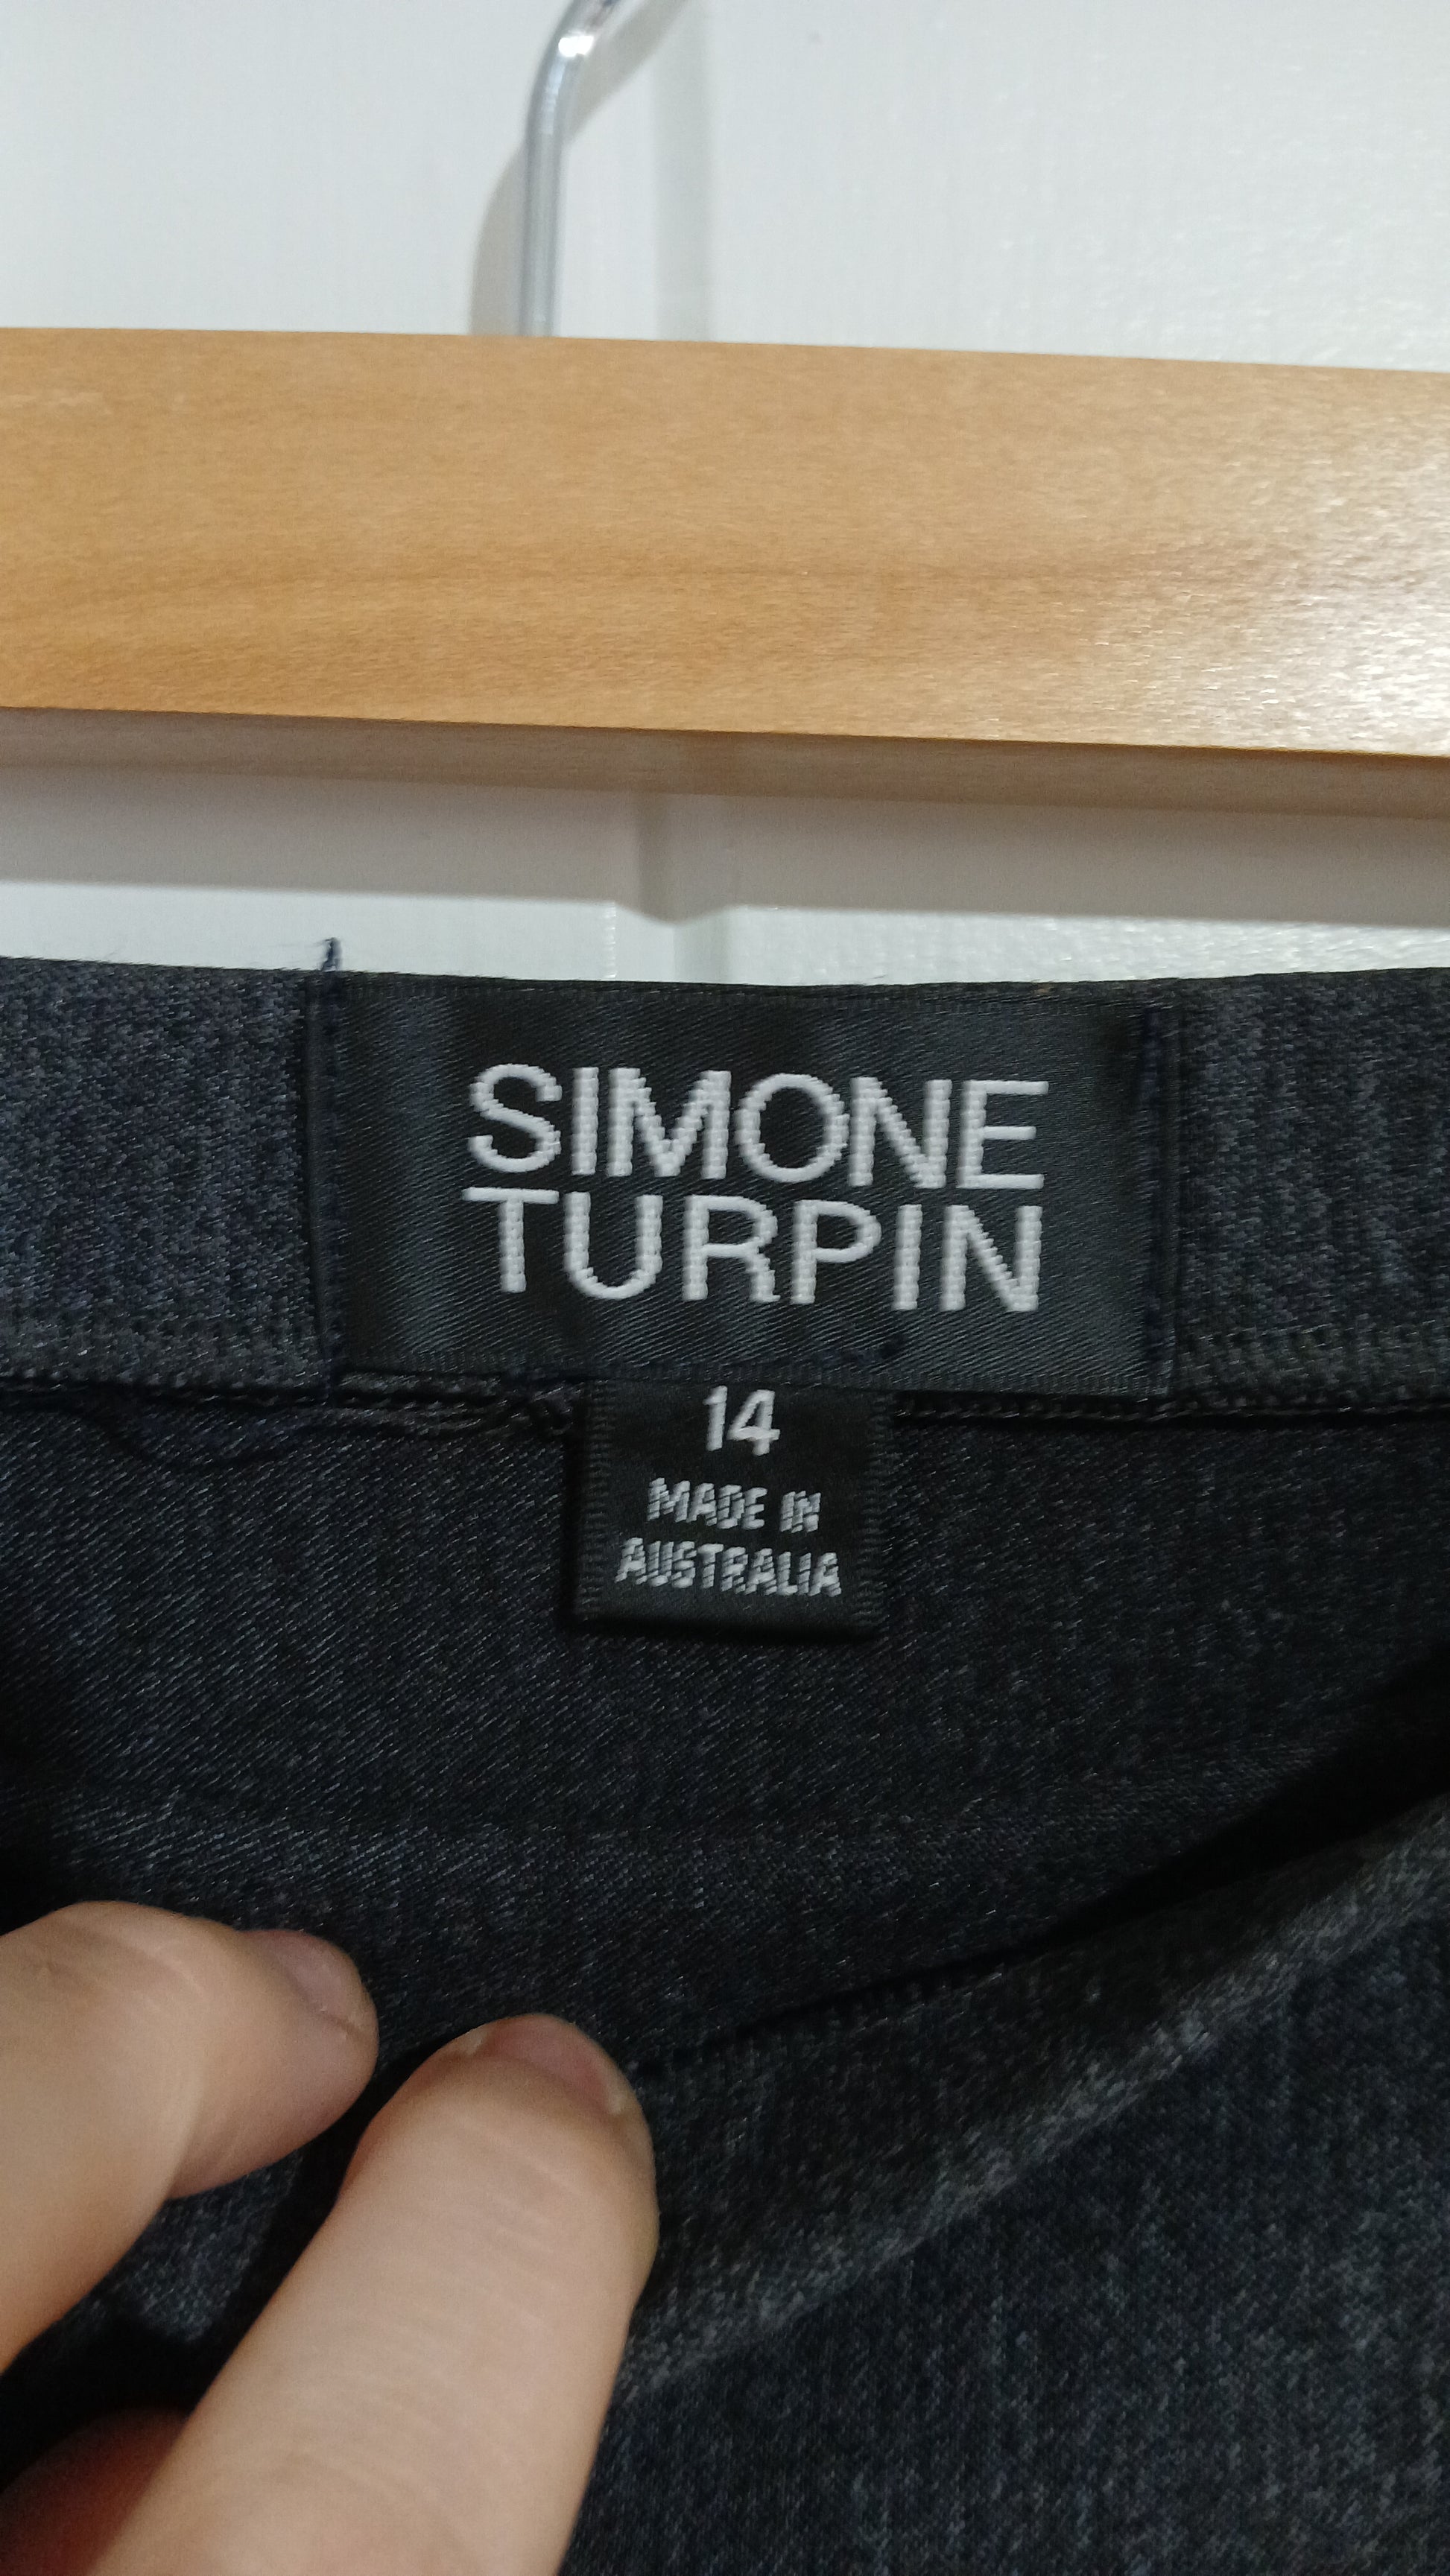 SIMONE
TURPIN
14
MADE IN
AUSTRALIA